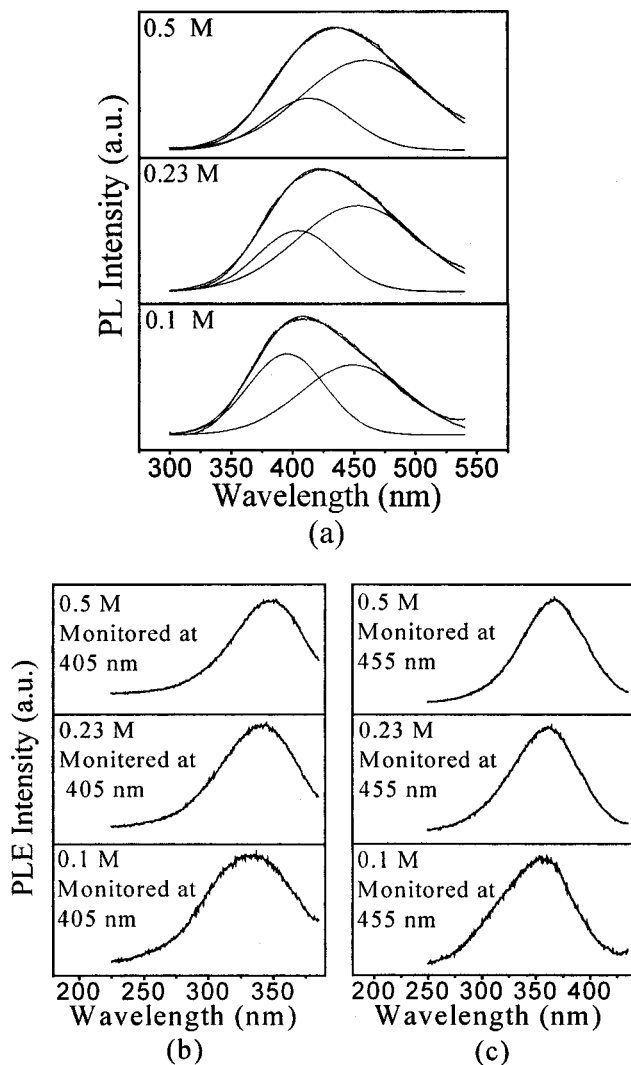 PL Intensity (a.u.)
0.5 M
0.23 M
0.1 M
300 350 400 450 500 550
Wavelength (nm)
(a)
PLE Intensity (a.u.)
0.5 M
Monitored at
405 nm
0.23 M
Monitered at
405 nm
0.1 M
Monitored at
405 nm
200 250 300 350
Wavelength (nm)
(b)
0.5 M
Monitored at
455 nm
0.23 M
Monitored at
455 nm
0.1 M
Monitored at
455 nm
200 250 300 350 400
Wavelength (nm)
(c)